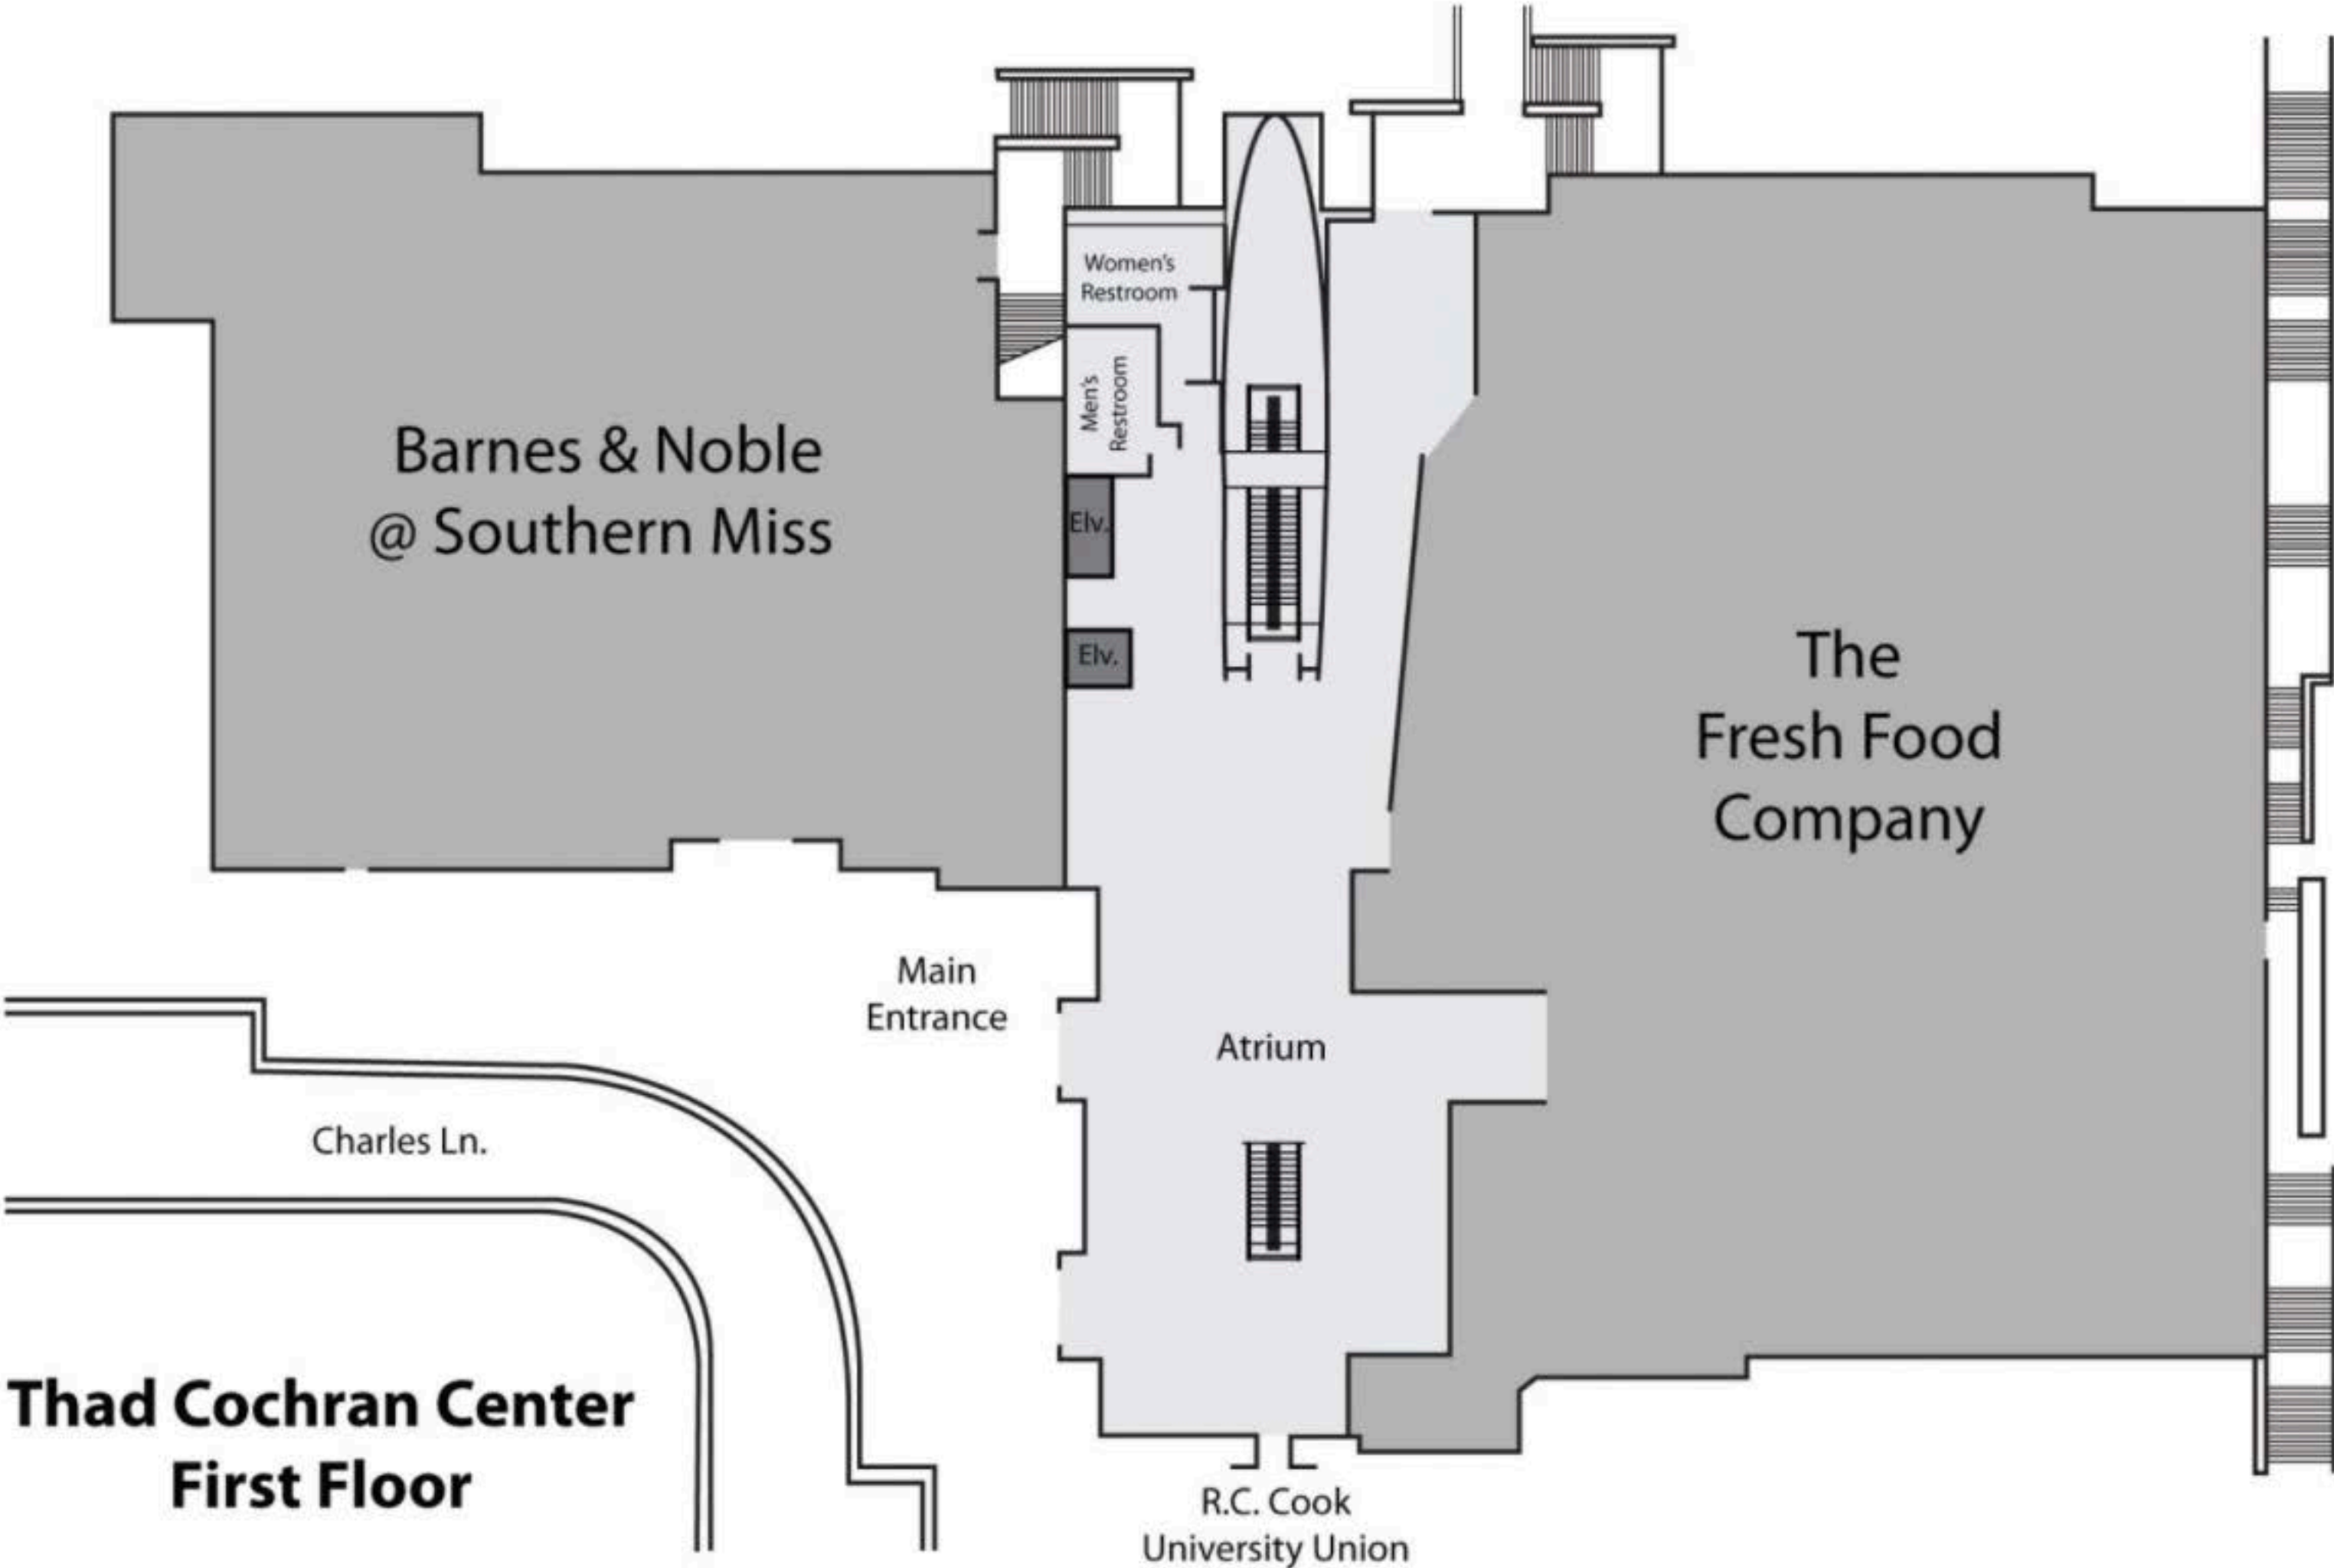 Women's
Restroom
Men's
Restroom
Barnes & Noble
@ Southern Miss
Elv.
Elv.
The
Fresh Food
Company
Main
Entrance
Atrium
Charles Ln.
Thad Cochran Center
First Floor
R.C. Cook
University Union